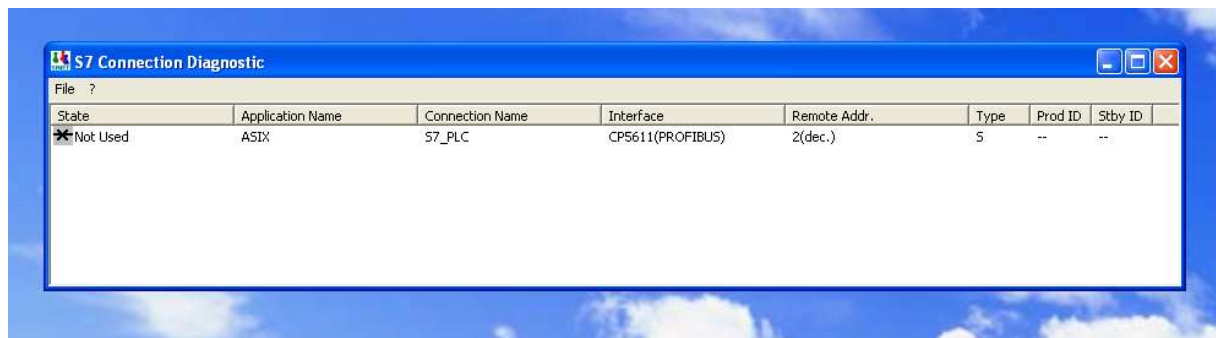 S7 Connection Diagnostic
File ?
State Application Name Connection Name Interface Remote Addr. Type Prod ID Stby ID
Not Used ASIX S7_PLC CP5611(PROFIBUS) 2(dec.) S -- --